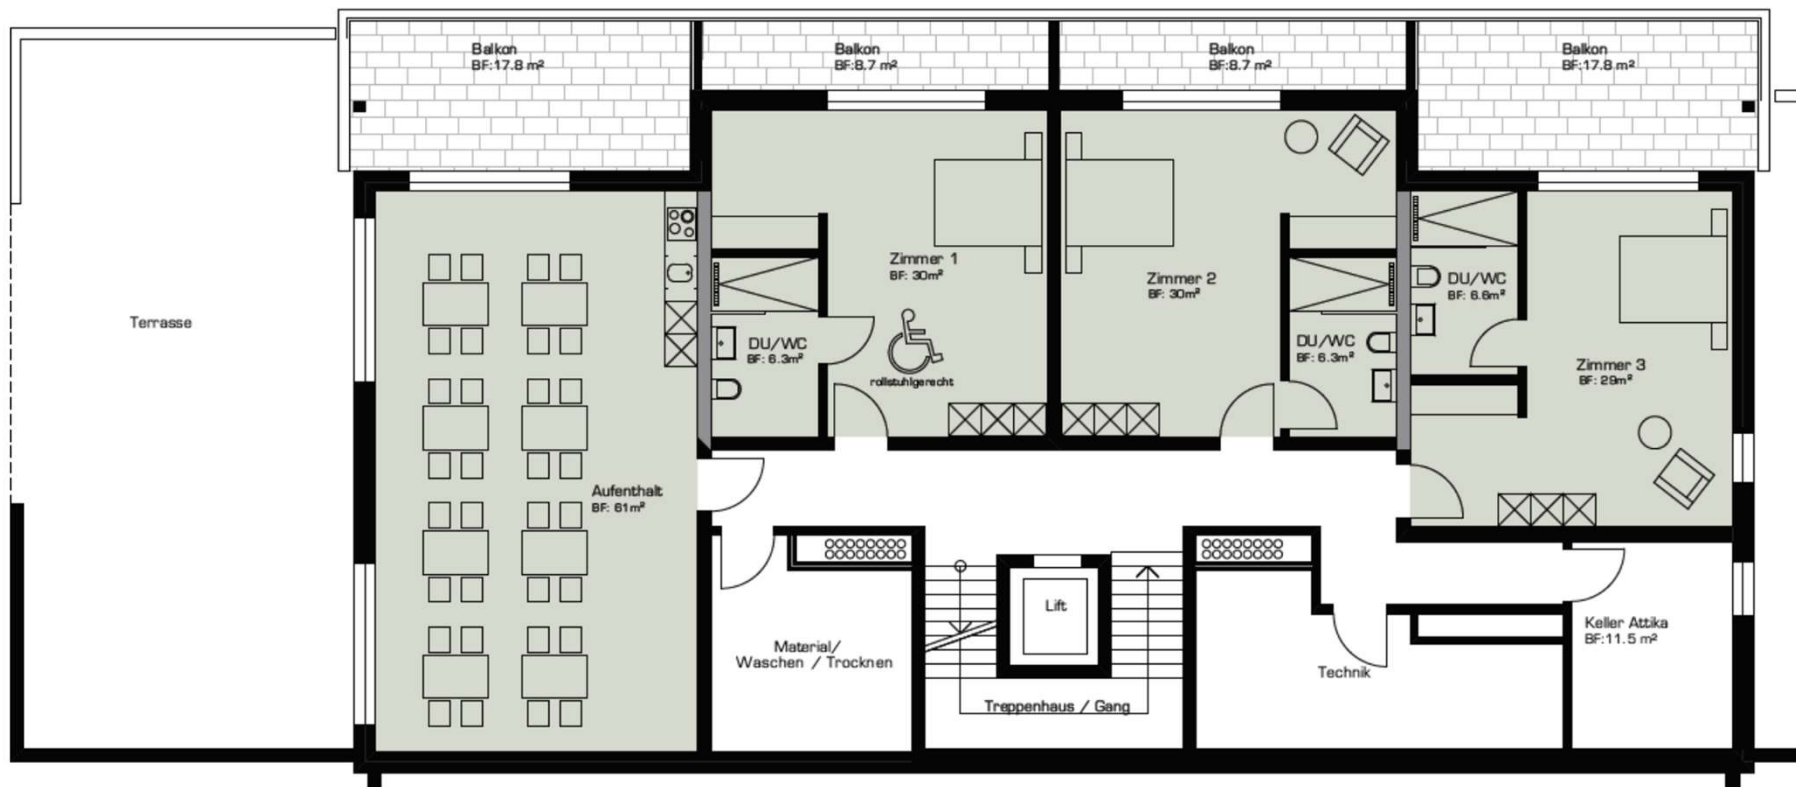 Balkon
BF:17.8 m²
Balkon
BF:8.7 m²
Balkon
BF:8.7 m²
Balkon
BF:17.8 m²
Zimmer 1
BF: 30m²
Zimmer 2
BF: 30m²
DU/WC
BF: 6.6m²
Terrasse
DU/WC
BF: 6.3m²
rollstuhlgerecht
DU/WC
BF: 6.3m²
Zimmer 3
BF: 29m²
Aufenthalt
BF: 61m²
Lift
Keller Attika
BF:11.5 m²
Material/
Waschen / Trocknen
Technik
Treppenhaus / Gang